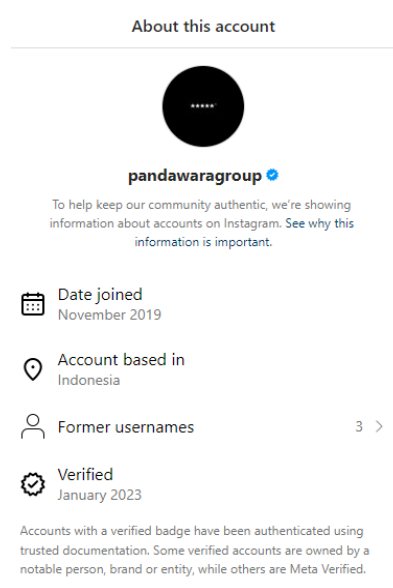 About this account
*****
pandawaragroup
To help keep our community authentic, we're showing
information about accounts on Instagram. See why this
information is important.
Date joined
November 2019
Account based in
Indonesia
Former usernames 3
Verified
January 2023
Accounts with a verified badge have been authenticated using
trusted documentation. Some verified accounts are owned by a
notable person, brand or entity, while others are Meta Verified.